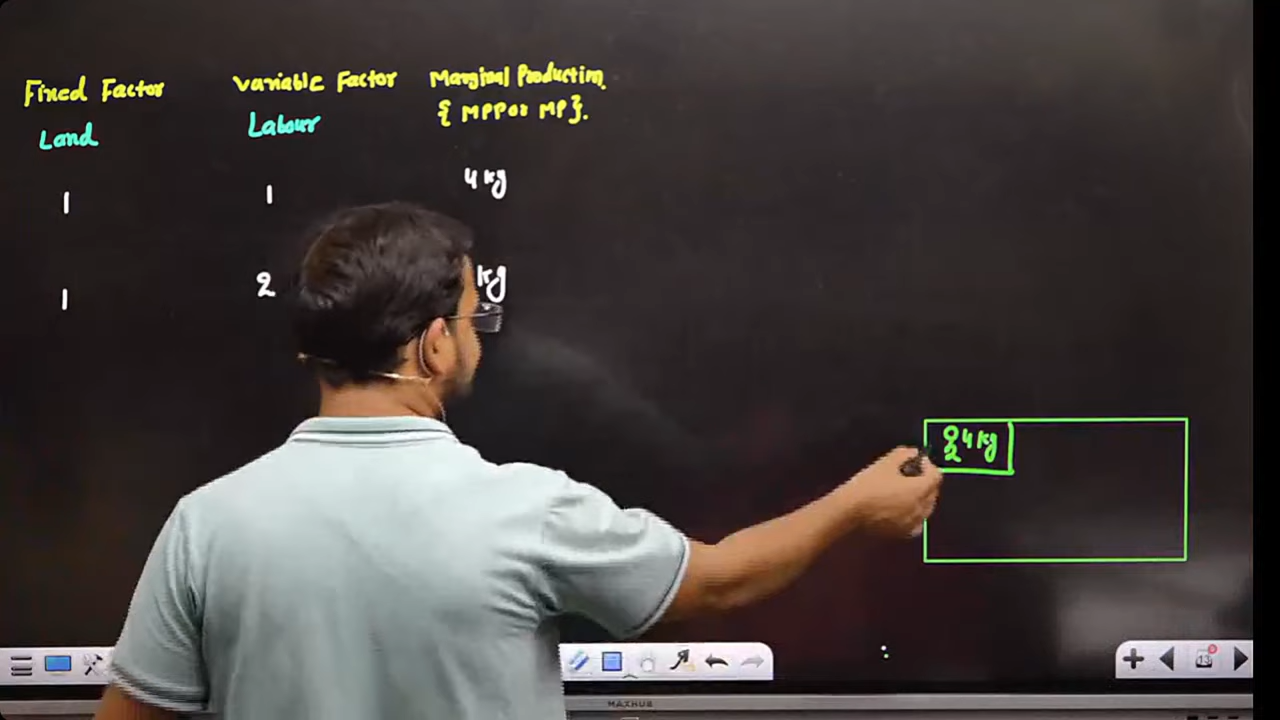 Fixed Factor Variable Factor Marginal Production
Land Labour { MPP or MP }.
1 1 4 kg
1 2 kg
4 kg
13
MAXHUB